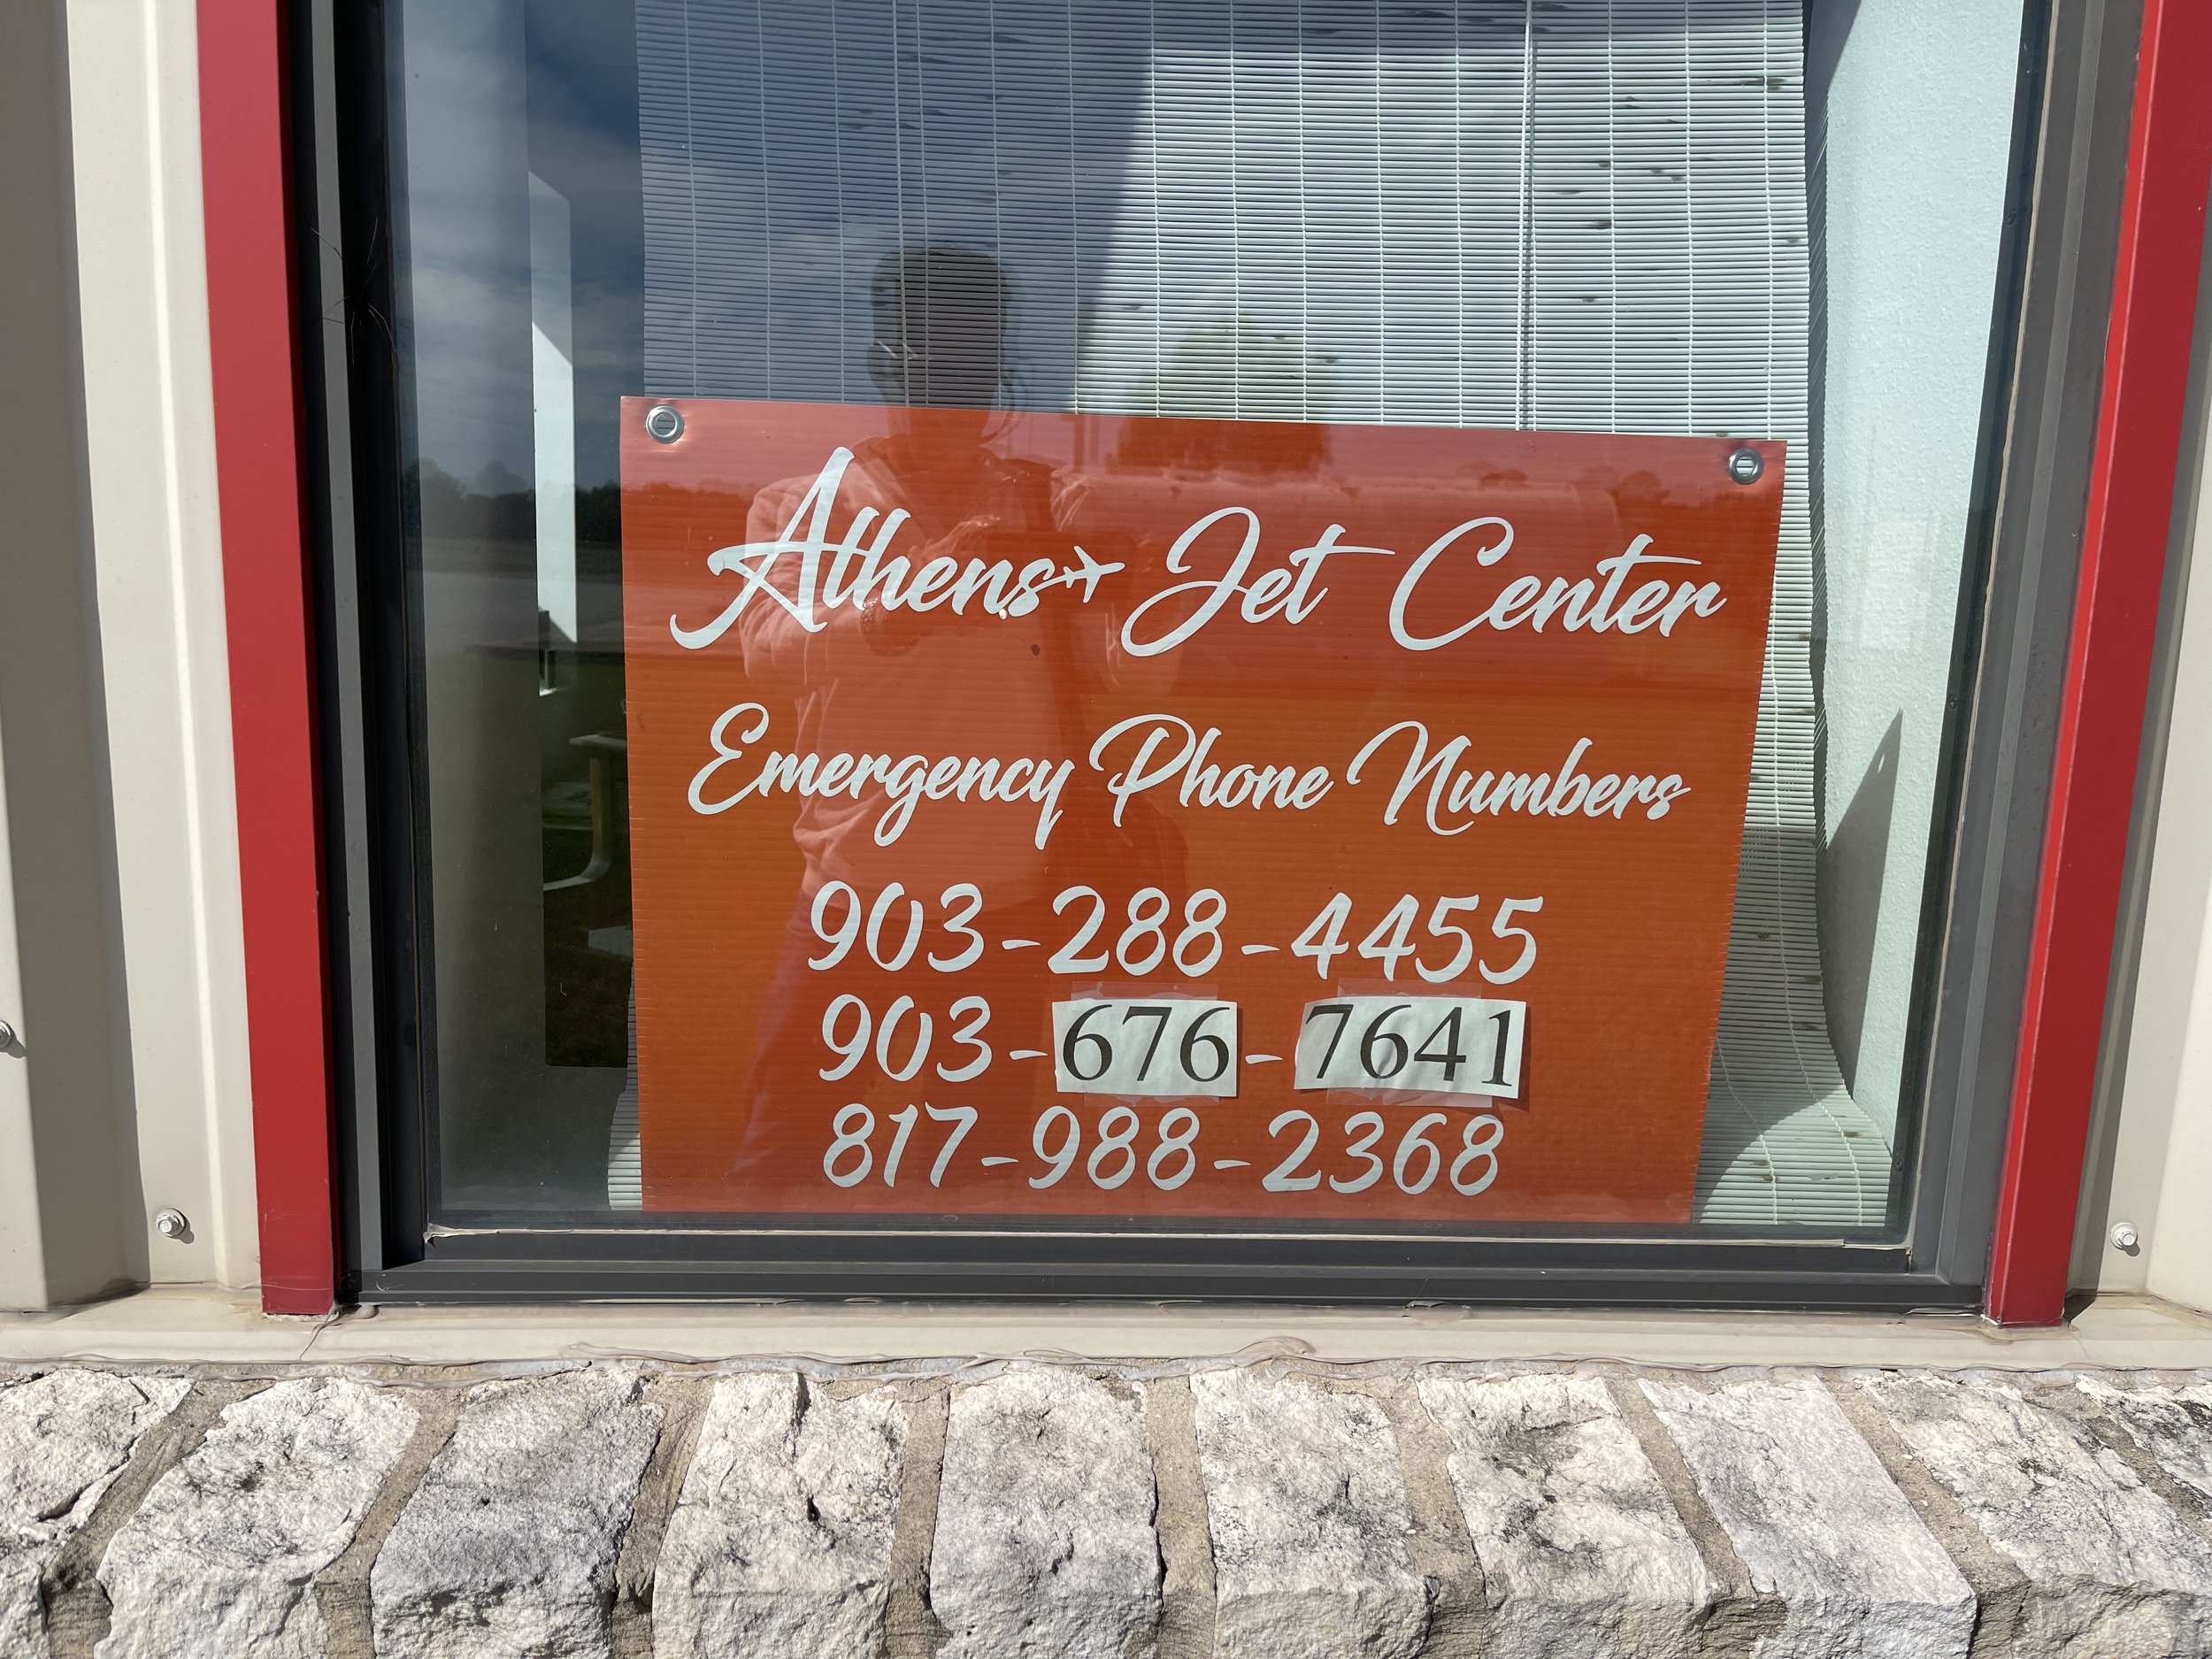 Athens Jet Center
Emergency Phone Numbers
903-288-4455
903-676-7641
817-988-2368